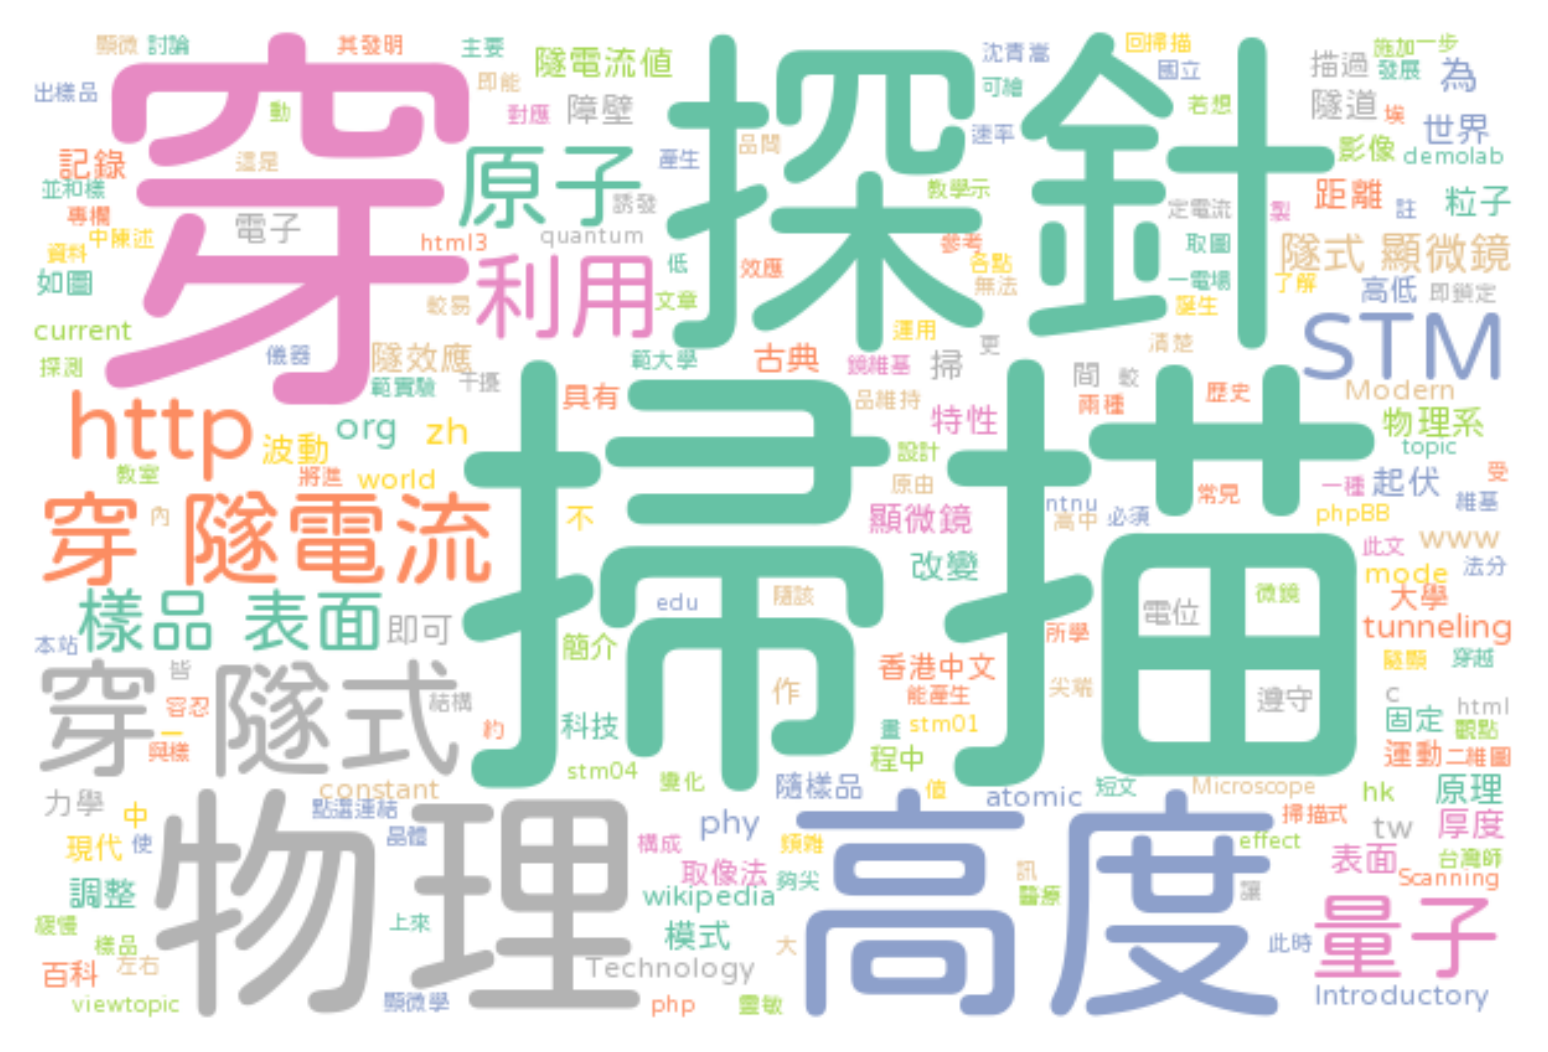 顯微 討論
其發明
主要
隧電流值
沈青嵩
回掃描
施加一步
出樣品
即能
可繪
國立
描過
發展
為
穿
探針
動
對應
障壁
速率
若想
隧道
埃
世界
記錄
這是
原子
產生
品間
影像
demolab
並和樣
誘發
教學示
距離
註
粒子
專欄
中陳述
電子
html3
quantum
定電流
製
資料
參考
取圖
隧式 顯微鏡
如圖
利用
低
效應
各點
無法
一電場
了解
較易
文章
誕生
高低
即鎖定
current
運用
STM
探測
儀器
隧效應
範大學
古典
鏡維基
掃
更
清楚
範實驗
干擾
間
較
http
具有
品維持
兩種
歷史
Modern
波動
org
zh
特性
物理系
設計
topic
教室
將進
world
掃描
原由
常見
一種
起伏
受
維基
穿 隧電流
內
不
顯微鏡
ntnu
高中
必須
phpBB
此文
www
改變
mode
法分
樣品 表面
即可
edu
隨該
電位
微鏡
大學
tunneling
本站
簡介
所學
香港中文
隧顯
穿越
穿 隧式
皆
結構
作
能產生
尖端
遵守
c
html
容忍
一
與樣
約
科技
畫
stm01
固定
觀點
程中
運動
二維圖
stm04
變化
constant
隨樣品
值
atomic
短文
Microscope
hk
原理
力學
中
點選連結
掃描式
現代
使
物理
晶體
phy
構成
頻雜
高度
effect
tw
厚度
取像法
表面
台灣師
調整
夠尖
訊
讓
Scanning
wikipedia
醫療
緩慢
上來
樣品
模式
大
此時
量子
百科
左右
Technology
viewtopic
顯微學
php
靈敏
Introductory